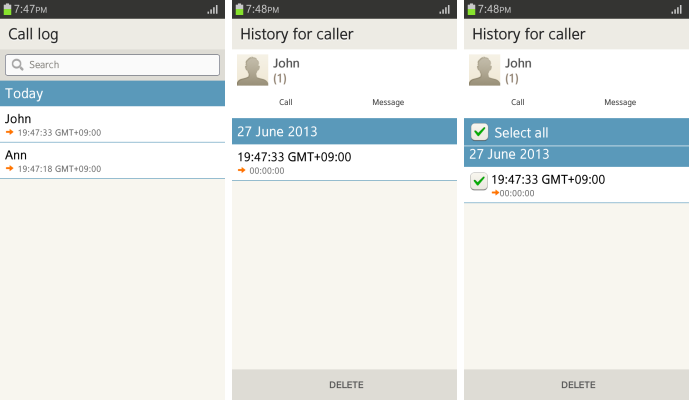 7:47PM
Call log
Search
Today
John
19:47:33 GMT+09:00
Ann
19:47:18 GMT+09:00
7:48PM
History for caller
John
(1)
Call Message
27 June 2013
19:47:33 GMT+09:00
00:00:00
DELETE
7:48PM
History for caller
John
(1)
Call Message
Select all
27 June 2013
19:47:33 GMT+09:00
00:00:00
DELETE